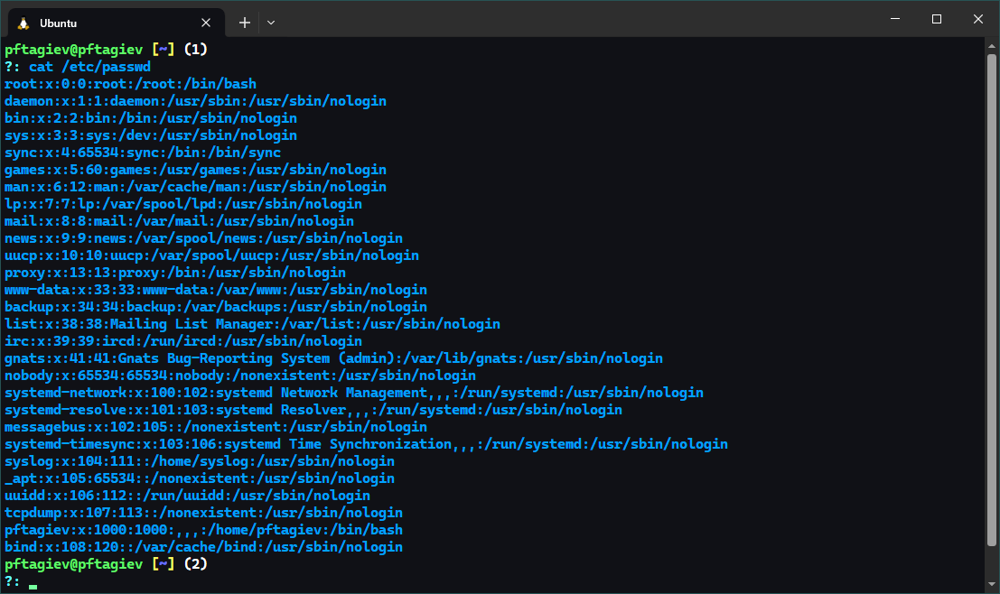 Ubuntu
pftagiev@pftagiev [~] (1)
?: cat /etc/passwd
root:x:0:0:root:/root:/bin/bash
daemon:x:1:1:daemon:/usr/sbin:/usr/sbin/nologin
bin:x:2:2:bin:/bin:/usr/sbin/nologin
sys:x:3:3:sys:/dev:/usr/sbin/nologin
sync:x:4:65534:sync:/bin:/bin/sync
games:x:5:60:games:/usr/games:/usr/sbin/nologin
man:x:6:12:man:/var/cache/man:/usr/sbin/nologin
lp:x:7:7:lp:/var/spool/lpd:/usr/sbin/nologin
mail:x:8:8:mail:/var/mail:/usr/sbin/nologin
news:x:9:9:news:/var/spool/news:/usr/sbin/nologin
uucp:x:10:10:uucp:/var/spool/uucp:/usr/sbin/nologin
proxy:x:13:13:proxy:/bin:/usr/sbin/nologin
www-data:x:33:33:www-data:/var/www:/usr/sbin/nologin
backup:x:34:34:backup:/var/backups:/usr/sbin/nologin
list:x:38:38:Mailing List Manager:/var/list:/usr/sbin/nologin
irc:x:39:39:ircd:/run/ircd:/usr/sbin/nologin
gnats:x:41:41:Gnats Bug-Reporting System (admin):/var/lib/gnats:/usr/sbin/nologin
nobody:x:65534:65534:nobody:/nonexistent:/usr/sbin/nologin
systemd-network:x:100:102:systemd Network Management,,,:/run/systemd:/usr/sbin/nologin
systemd-resolve:x:101:103:systemd Resolver,,,:/run/systemd:/usr/sbin/nologin
messagebus:x:102:105::/nonexistent:/usr/sbin/nologin
systemd-timesync:x:103:106:systemd Time Synchronization,,,:/run/systemd:/usr/sbin/nologin
syslog:x:104:111::/home/syslog:/usr/sbin/nologin
_apt:x:105:65534::/nonexistent:/usr/sbin/nologin
uuidd:x:106:112::/run/uuidd:/usr/sbin/nologin
tcpdump:x:107:113::/nonexistent:/usr/sbin/nologin
pftagiev:x:1000:1000:,,,:/home/pftagiev:/bin/bash
bind:x:108:120::/var/cache/bind:/usr/sbin/nologin
pftagiev@pftagiev [~] (2)
?: